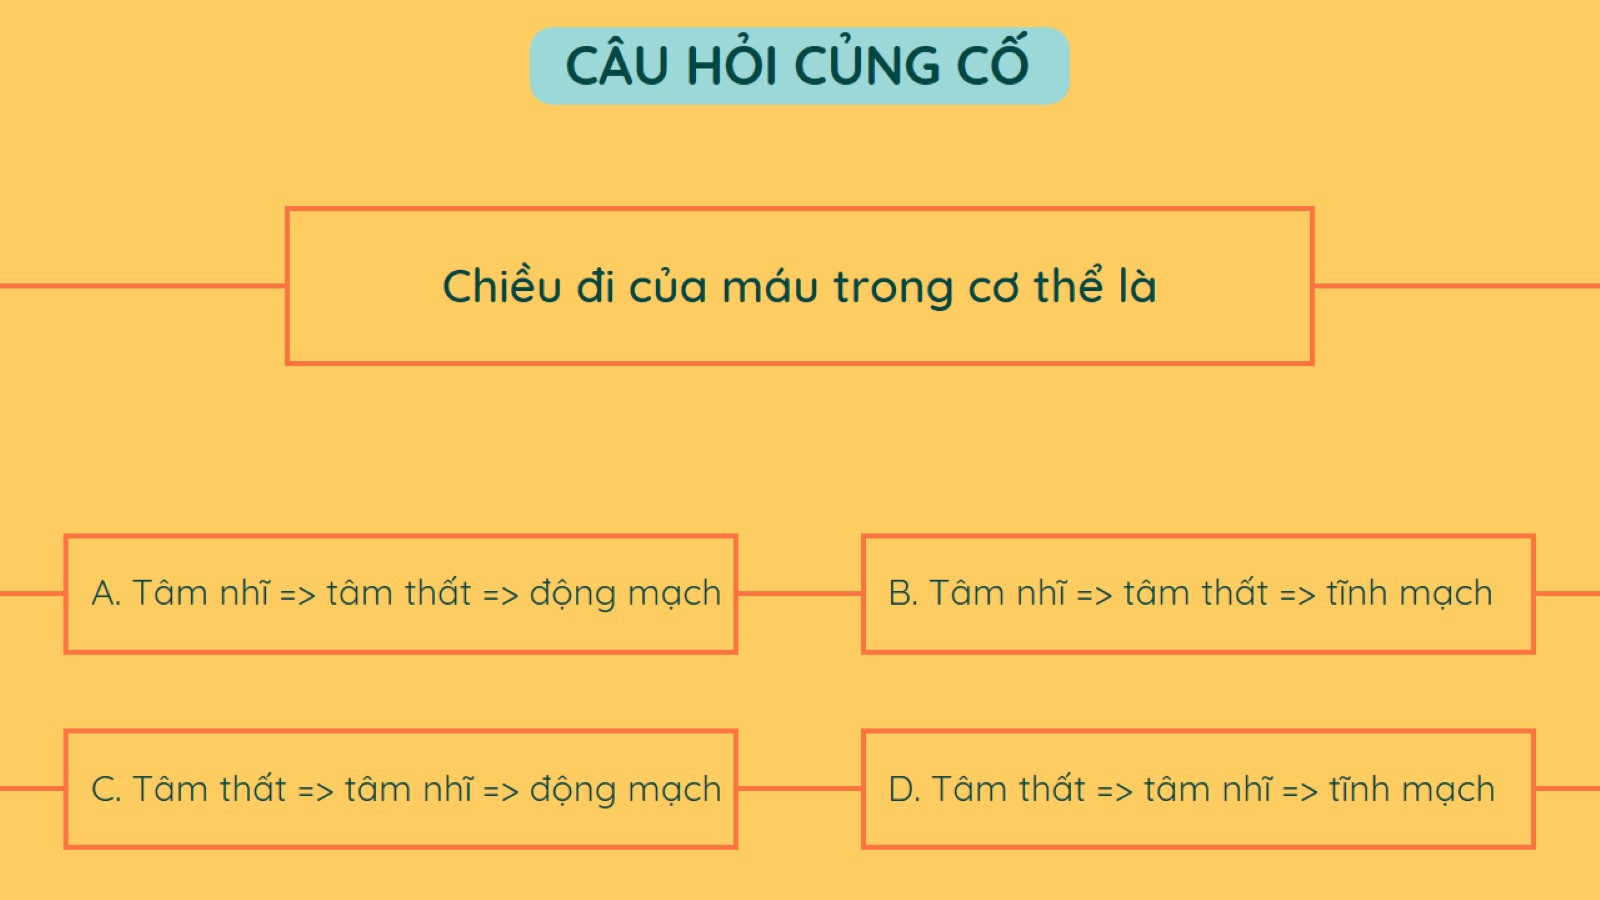 CÂU HỎI CỦNG CỐ
Chiều đi của máu trong cơ thể là
A. Tâm nhĩ => tâm thất => động mạch
B. Tâm nhĩ => tâm thất => tĩnh mạch
C. Tâm thất => tâm nhĩ => động mạch
D. Tâm thất => tâm nhĩ => tĩnh mạch